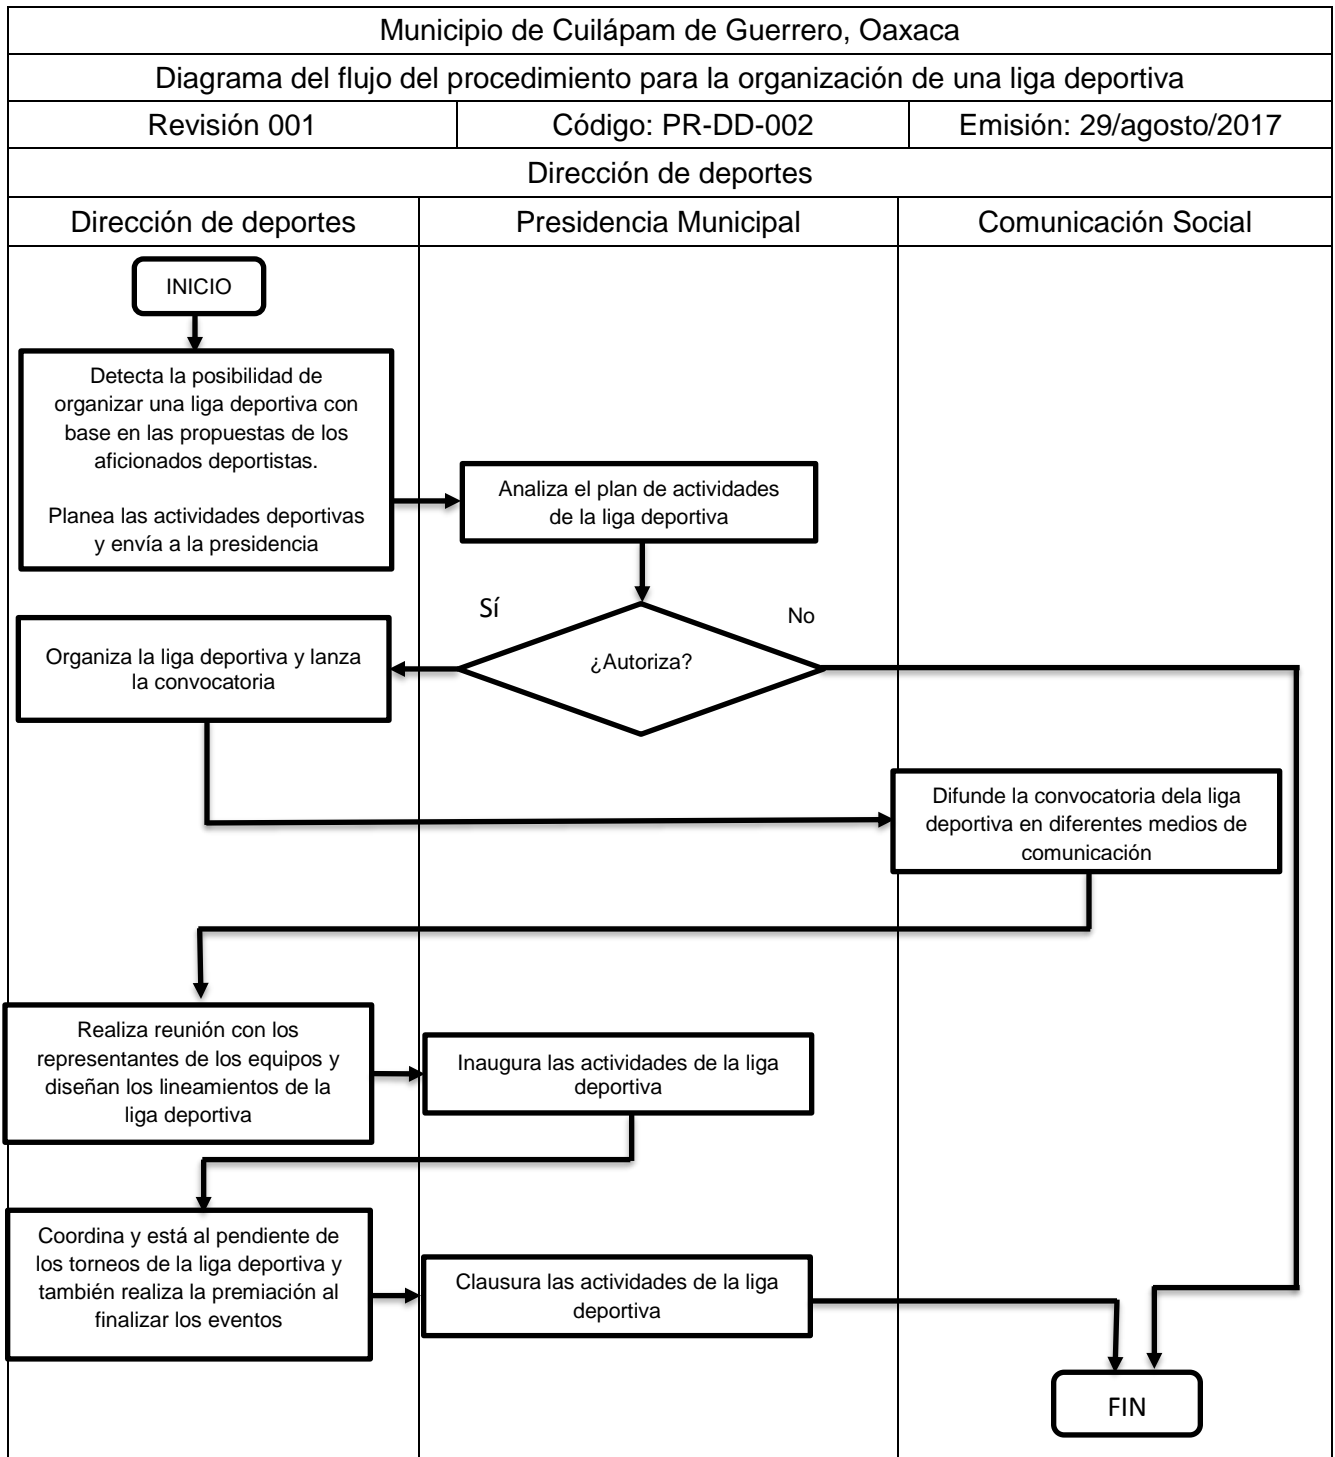 Municipio de Cuilápam de Guerrero, Oaxaca
Diagrama del flujo del procedimiento para la organización de una liga deportiva
Revisión 001
Código: PR-DD-002
Emisión: 29/agosto/2017
Dirección de deportes
Dirección de deportes
Presidencia Municipal
Comunicación Social
INICIO
Detecta la posibilidad de
organizar una liga deportiva con
base en las propuestas de los
aficionados deportistas.
Planea las actividades deportivas
y envía a la presidencia
Analiza el plan de actividades
de la liga deportiva
Sí
No
¿Autoriza?
Organiza la liga deportiva y lanza
la convocatoria
Difunde la convocatoria dela liga
deportiva en diferentes medios de
comunicación
Realiza reunión con los
representantes de los equipos y
diseñan los lineamientos de la
liga deportiva
Inaugura las actividades de la liga
deportiva
Coordina y está al pendiente de
los torneos de la liga deportiva y
también realiza la premiación al
finalizar los eventos
Clausura las actividades de la liga
deportiva
FIN